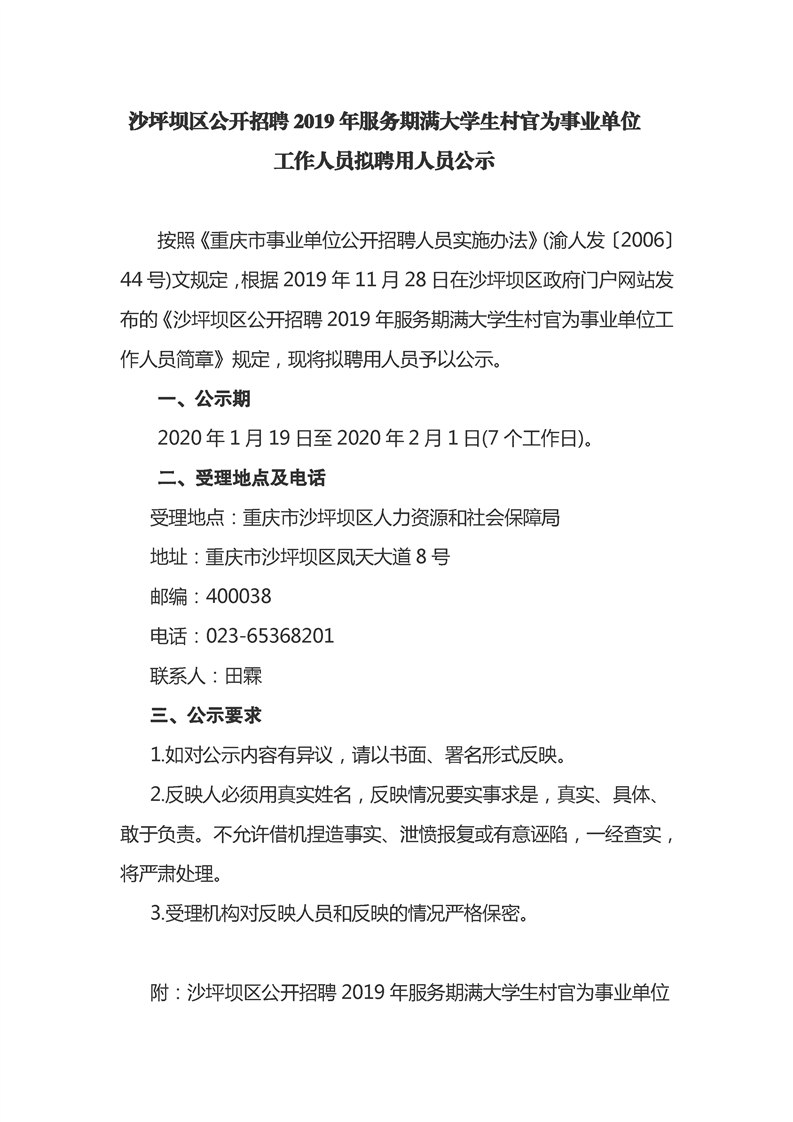 沙坪坝区公开招聘 2019 年服务期满大学生村官为事业单位
工作人员拟聘用人员公示
按照《重庆市事业单位公开招聘人员实施办法》(渝人发〔2006〕
44 号)文规定，根据 2019 年 11 月 28 日在沙坪坝区政府门户网站发
布的《沙坪坝区公开招聘 2019 年服务期满大学生村官为事业单位工
作人员简章》规定，现将拟聘用人员予以公示。
一、公示期
2020 年 1 月 19 日至 2020 年 2 月 1 日(7 个工作日)。
二、受理地点及电话
受理地点：重庆市沙坪坝区人力资源和社会保障局
地址：重庆市沙坪坝区凤天大道 8 号
邮编：400038
电话：023-65368201
联系人：田霖
三、公示要求
1.如对公示内容有异议，请以书面、署名形式反映。
2.反映人必须用真实姓名，反映情况要实事求是，真实、具体、
敢于负责。不允许借机捏造事实、泄愤报复或有意诬陷，一经查实，
将严肃处理。
3.受理机构对反映人员和反映的情况严格保密。
附：沙坪坝区公开招聘 2019 年服务期满大学生村官为事业单位